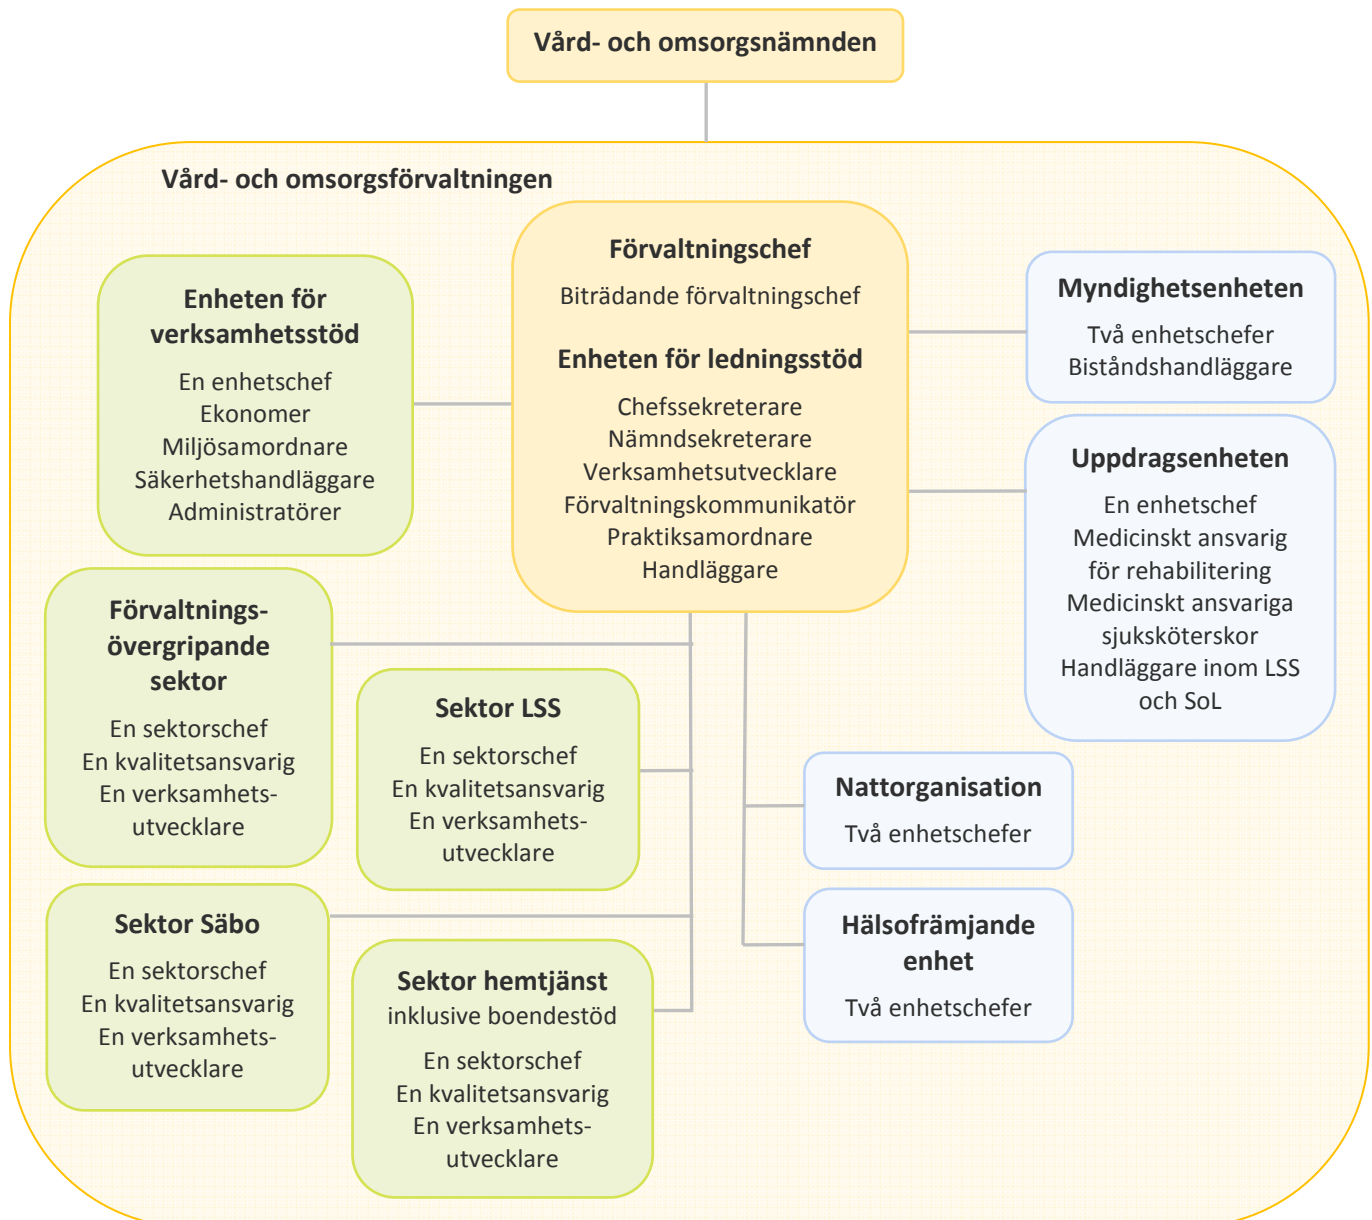 Vård- och omsorgsnämnden
Vård- och omsorgsförvaltningen
Förvaltningschef
Biträdande förvaltningschef
Enheten för ledningsstöd
Chefssekreterare
Nämndsekreterare
Verksamhetsutvecklare
Förvaltningskommunikatör
Praktiksamordnare
Handläggare
Enheten för
verksamhetsstöd
En enhetschef
Ekonomer
Miljösamordnare
Säkerhetshandläggare
Administratörer
Myndighetsenheten
Två enhetschefer
Biståndshandläggare
Uppdragsenheten
En enhetschef
Medicinskt ansvarig
för rehabilitering
Medicinskt ansvariga
sjuksköterskor
Handläggare inom LSS
och SoL
Förvaltnings-
övergripande
sektor
En sektorschef
En kvalitetsansvarig
En verksamhets-
utvecklare
Sektor LSS
En sektorschef
En kvalitetsansvarig
En verksamhets-
utvecklare
Nattorganisation
Två enhetschefer
Sektor Säbo
En sektorschef
En kvalitetsansvarig
En verksamhets-
utvecklare
Sektor hemtjänst
inklusive boendestöd
En sektorschef
En kvalitetsansvarig
En verksamhets-
utvecklare
Hälsofrämjande
enhet
Två enhetschefer